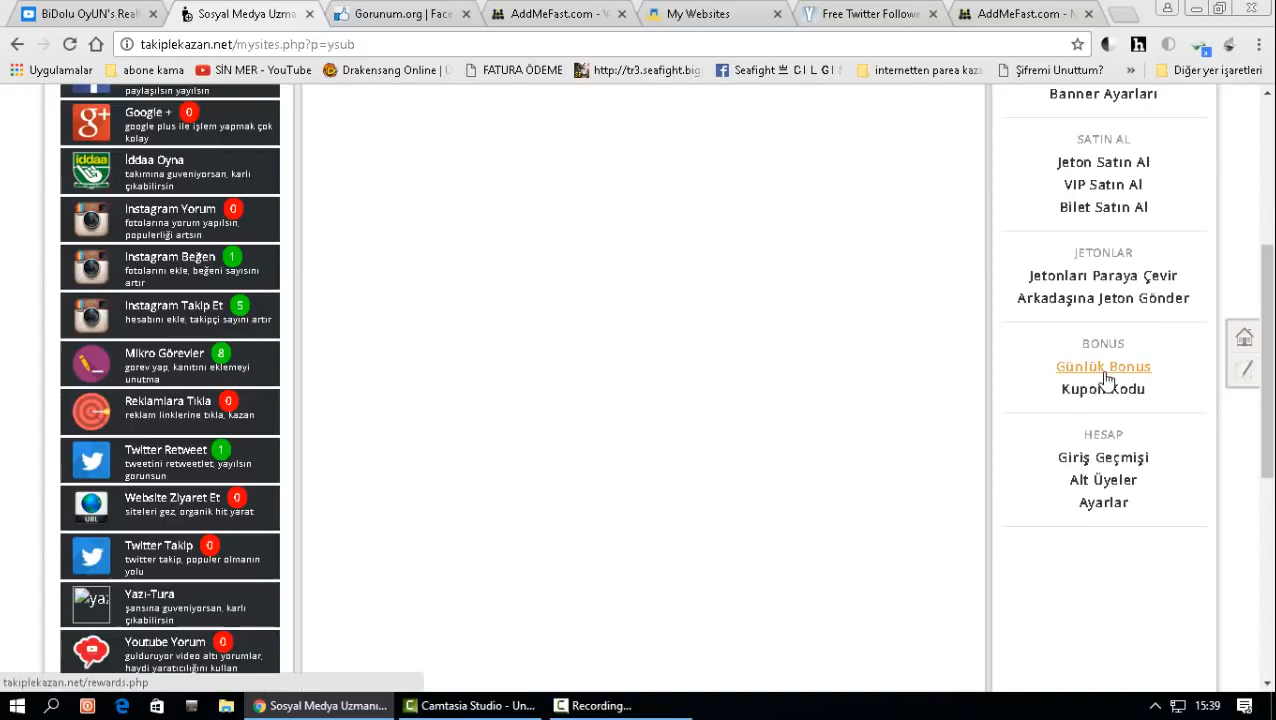 BiDolu OyUN's Real
Sosyal Medya Uzma
Gorunum.org | Face
AddMeFast.com - V
My Websites
Free Twitter Followe
AddMeFast.com - N
takiplekazan.net/mysites.php?p=ysub
Uygulamalar
abone kama
SİN MER - YouTube
Drakensang Online |
FATURA ÖDEME
http://tr3.seafight.big
internetten parea kaza
Şifremi Unuttum?
»
Diğer yer işaretleri
paylaşılsın yayılsın
Google + 0
google plus ile işlem yapmak çok
kolay
iddaa
İddaa Oyna
takımına guveniyorsan, karlı
çıkabilirsin
Instagram Yorum 0
fotolarına yorum yapılsın,
populerliği artsın
Instagram Beğen 1
fotolarını ekle, beğeni sayısını
artır
Instagram Takip Et 5
hesabını ekle, takipçi sayını artır
Mikro Görevler 8
gorev yap, kanıtını eklemeyi
unutma
Reklamlara Tıkla 0
reklam linklerine tıkla, kazan
Twitter Retweet 1
tweetini retweetlet, yayılsın
gorunsun
URL
Website Ziyaret Et 0
siteleri gez, organik hit yarat
Twitter Takip 0
twitter takip, populer olmanın
yolu
Yazı-Tura
şansına guveniyorsan, karlı
çıkabilirsin
Youtube Yorum 0
gulduruyor video altı yorumlar,
haydi yaratıcılığını kullan
Banner Ayarları
SATIN AL
Jeton Satın Al
VIP Satın Al
Bilet Satın Al
JETONLAR
Jetonları Paraya Çevir
Arkadaşına Jeton Gönder
BONUS
Günlük Bonus
Kupon Kodu
HESAP
Giriş Geçmişi
Alt Üyeler
Ayarlar
takiplekazan.net/rewards.php
Sosyal Medya Uzmanı...
Camtasia Studio - Un...
Recording...
15:39